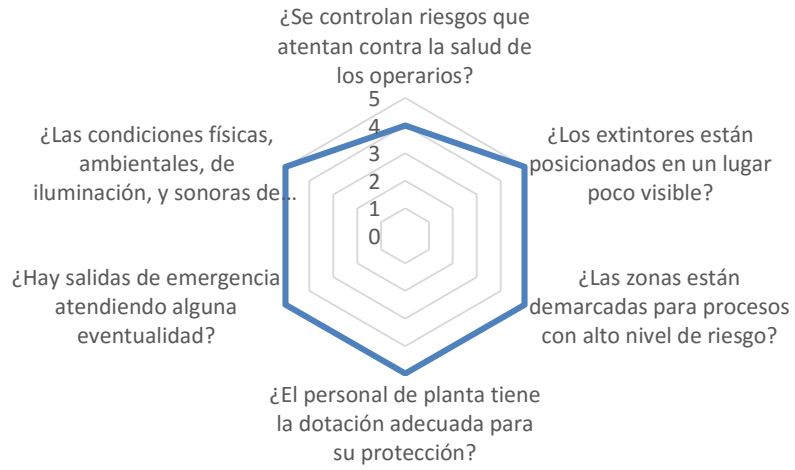 ¿Se controlan riesgos que
atentan contra la salud de
los operarios?
5
4
3
2
1
0
¿Los extintores están
posicionados en un lugar
poco visible?
¿Las zonas están
demarcadas para procesos
con alto nivel de riesgo?
¿El personal de planta tiene
la dotación adecuada para
su protección?
¿Hay salidas de emergencia
atendiendo alguna
eventualidad?
¿Las condiciones físicas,
ambientales, de
iluminación, y sonoras de…